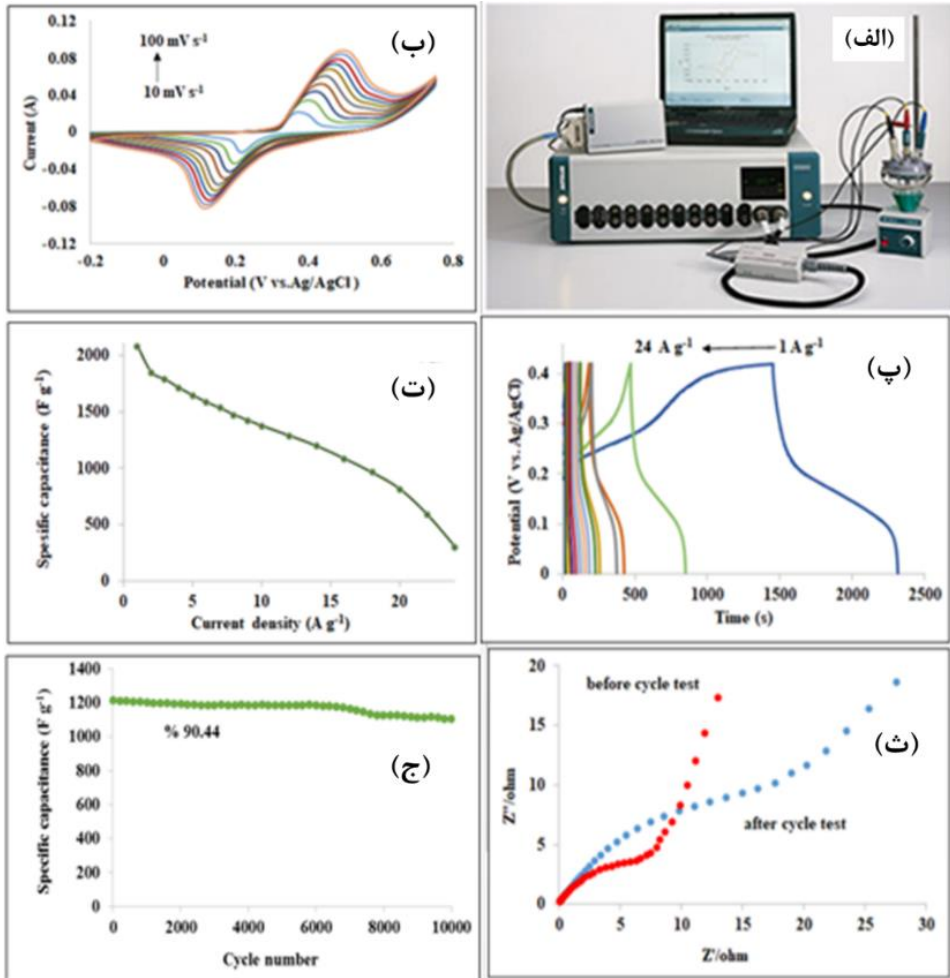 (ب)
100 mV s-1
10 mV s-1
Current (A)
0.12
0.08
0.04
0
-0.04
-0.08
-0.12
-0.2
0
0.2
0.4
0.6
0.8
Potential (V vs.Ag/AgCl )
(الف)
(ت)
Spesific capacitance (F g-1)
2000
1500
1000
500
0
0
5
10
15
20
Current density (A g-1)
(پ)
24 A g-1
1 A g-1
Potential (V vs. Ag/AgCl)
0.4
0.3
0.2
0.1
0
0
500
1000
1500
2000
2500
Time (s)
(ج)
% 90.44
Specific capacitance (F g-1)
1400
1200
1000
800
600
400
200
0
0
2000
4000
6000
8000
10000
Cycle number
(ث)
before cycle test
after cycle test
Z''/ohm
20
15
10
5
0
0
5
10
15
20
25
30
Z'/ohm